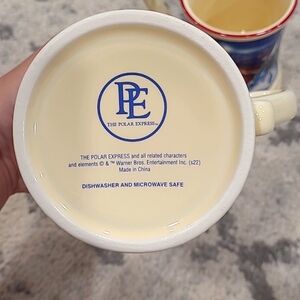 PE
THE POLAR EXPRESS™
THE POLAR EXPRESS and all related characters
and elements © & ™ Warner Bros. Entertainment Inc. (s22)
Made in China
DISHWASHER AND MICROWAVE SAFE